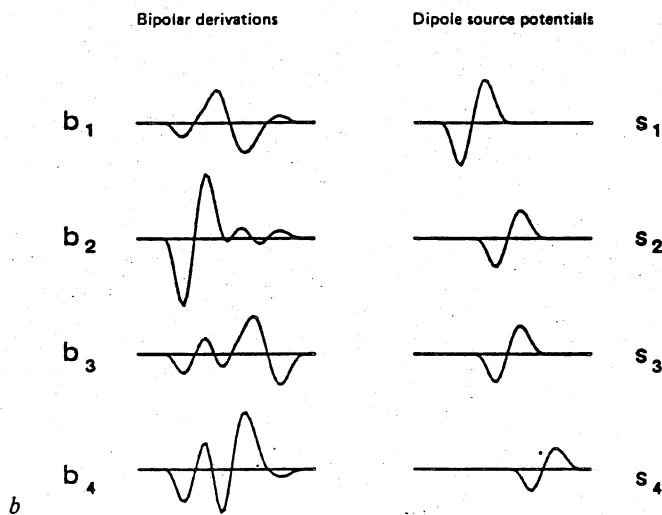 Bipolar derivations Dipole source potentials
b1 s1
b2 s2
b3 s3
b4 s4
b